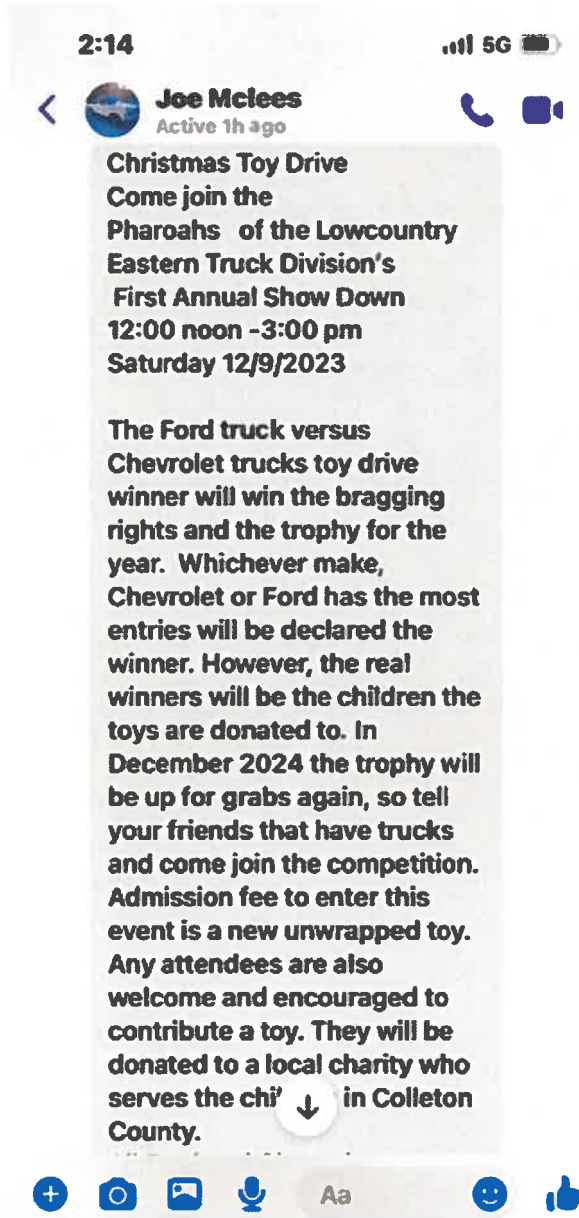 2:14
5G
Joe Mclees
Active 1h ago
Christmas Toy Drive
Come join the
Pharoahs of the Lowcountry
Eastern Truck Division's
First Annual Show Down
12:00 noon -3:00 pm
Saturday 12/9/2023
The Ford truck versus
Chevrolet trucks toy drive
winner will win the bragging
rights and the trophy for the
year. Whichever make,
Chevrolet or Ford has the most
entries will be declared the
winner. However, the real
winners will be the children the
toys are donated to. In
December 2024 the trophy will
be up for grabs again, so tell
your friends that have trucks
and come join the competition.
Admission fee to enter this
event is a new unwrapped toy.
Any attendees are also
welcome and encouraged to
contribute a toy. They will be
donated to a local charity who
serves the in Colleton
County.
Aa